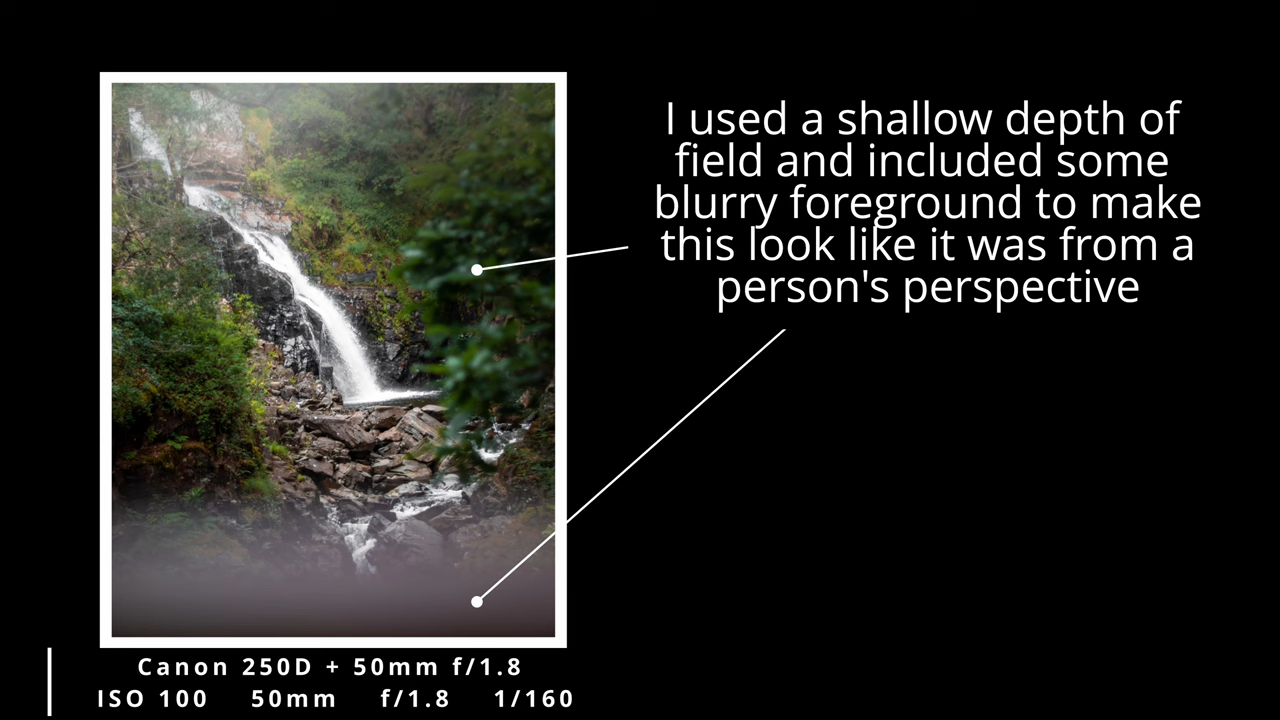 I used a shallow depth of
field and included some
blurry foreground to make
this look like it was from a
person's perspective
Canon 250D + 50mm f/1.8
ISO 100 50mm f/1.8 1/160